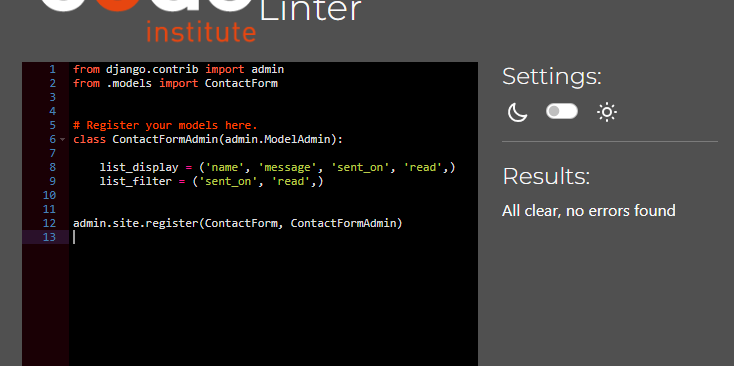 Linter
institute
1 from django.contrib import admin
2 from .models import ContactForm
3
4
5 # Register your models here.
6 class ContactFormAdmin(admin.ModelAdmin):
7
8 list_display = ('name', 'message', 'sent_on', 'read',)
9 list_filter = ('sent_on', 'read',)
10
11
12 admin.site.register(ContactForm, ContactFormAdmin)
13
Settings:
Results:
All clear, no errors found